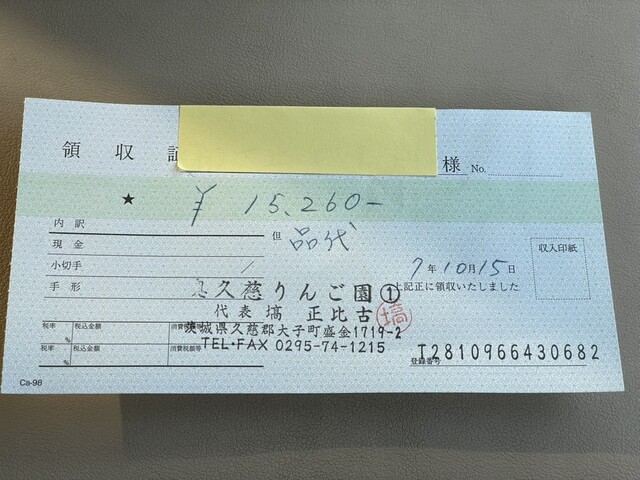 領収証
様 No.
★ ¥ 15,260-
内訳
但 品代
現金
小切手
手形
7年10月15日
上記正に領収いたしました
収入印紙
久慈りんご園①
代表 塙 正比古
塙
茨城県久慈郡大子町盛金1719-2
TEL・FAX 0295-74-1215
税率 税込金額 消費税額等
%
税率 税込金額 消費税額等
%
登録番号 T2810966430682
Ca-98